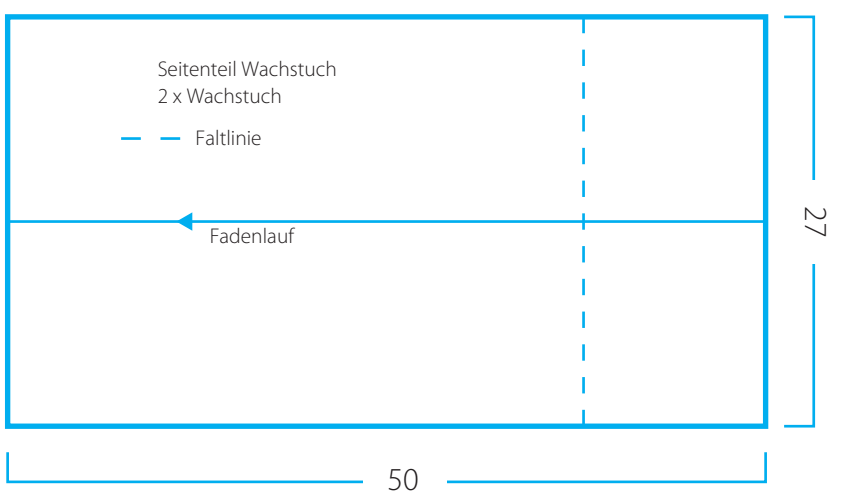 Seitenteil Wachstuch
2 x Wachstuch
Faltlinie
Fadenlauf
27
50